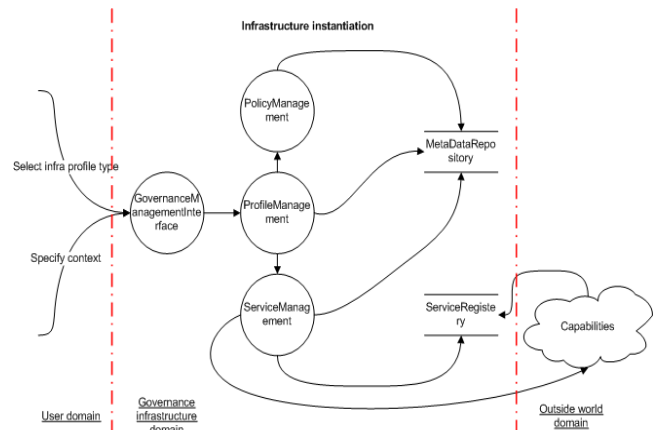 Infrastructure instantiation
PolicyManage
ment
MetaDataRepo
sitory
Select infra profile type
GovernanceM
anagementInte
rface
ProfileManage
ment
Specify context
ServiceManag
ement
ServiceRegiste
ry
Capabilities
User domain
Governance
infrastructure
domain
Outside world
domain